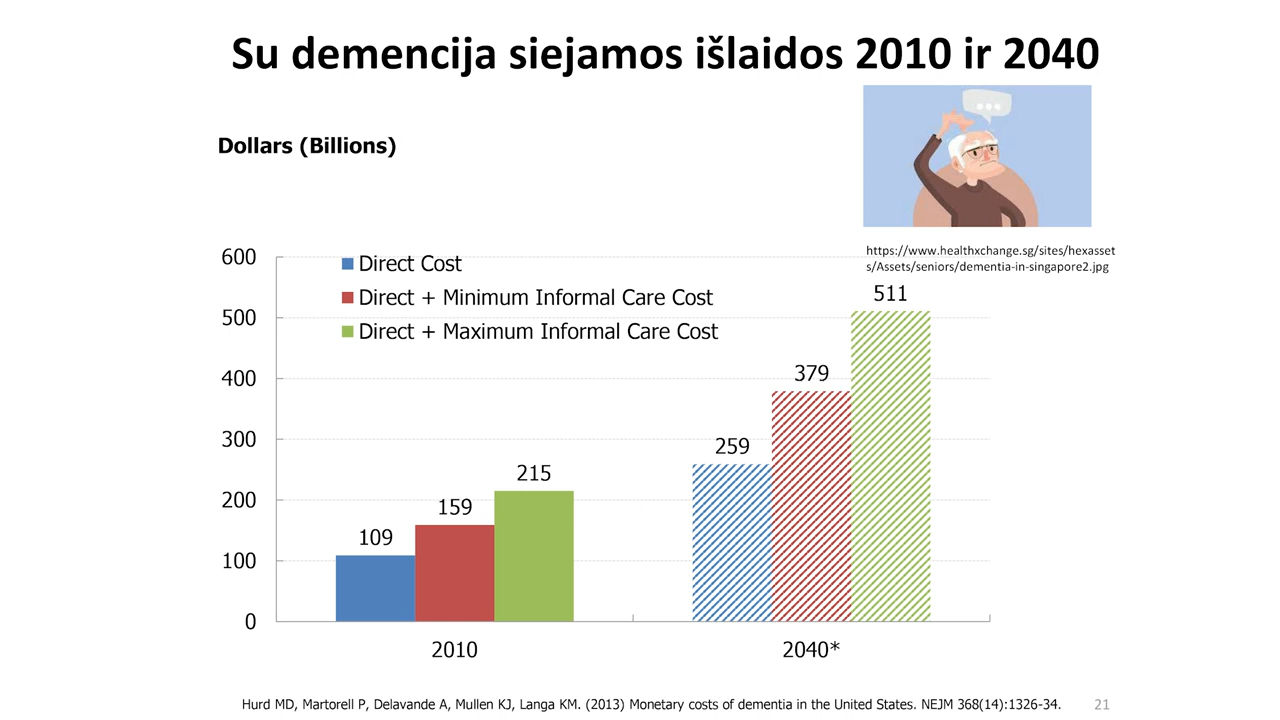 Su demencija siejamos išlaidos 2010 ir 2040
Dollars (Billions)
https://www.healthxchange.sg/sites/hexasset
s/Assets/seniors/dementia-in-singapore2.jpg
600
500
400
300
200
100
0
Direct Cost
Direct + Minimum Informal Care Cost
Direct + Maximum Informal Care Cost
109
159
215
259
379
511
2010
2040*
Hurd MD, Martorell P, Delavande A, Mullen KJ, Langa KM. (2013) Monetary costs of dementia in the United States. NEJM 368(14):1326-34.
21